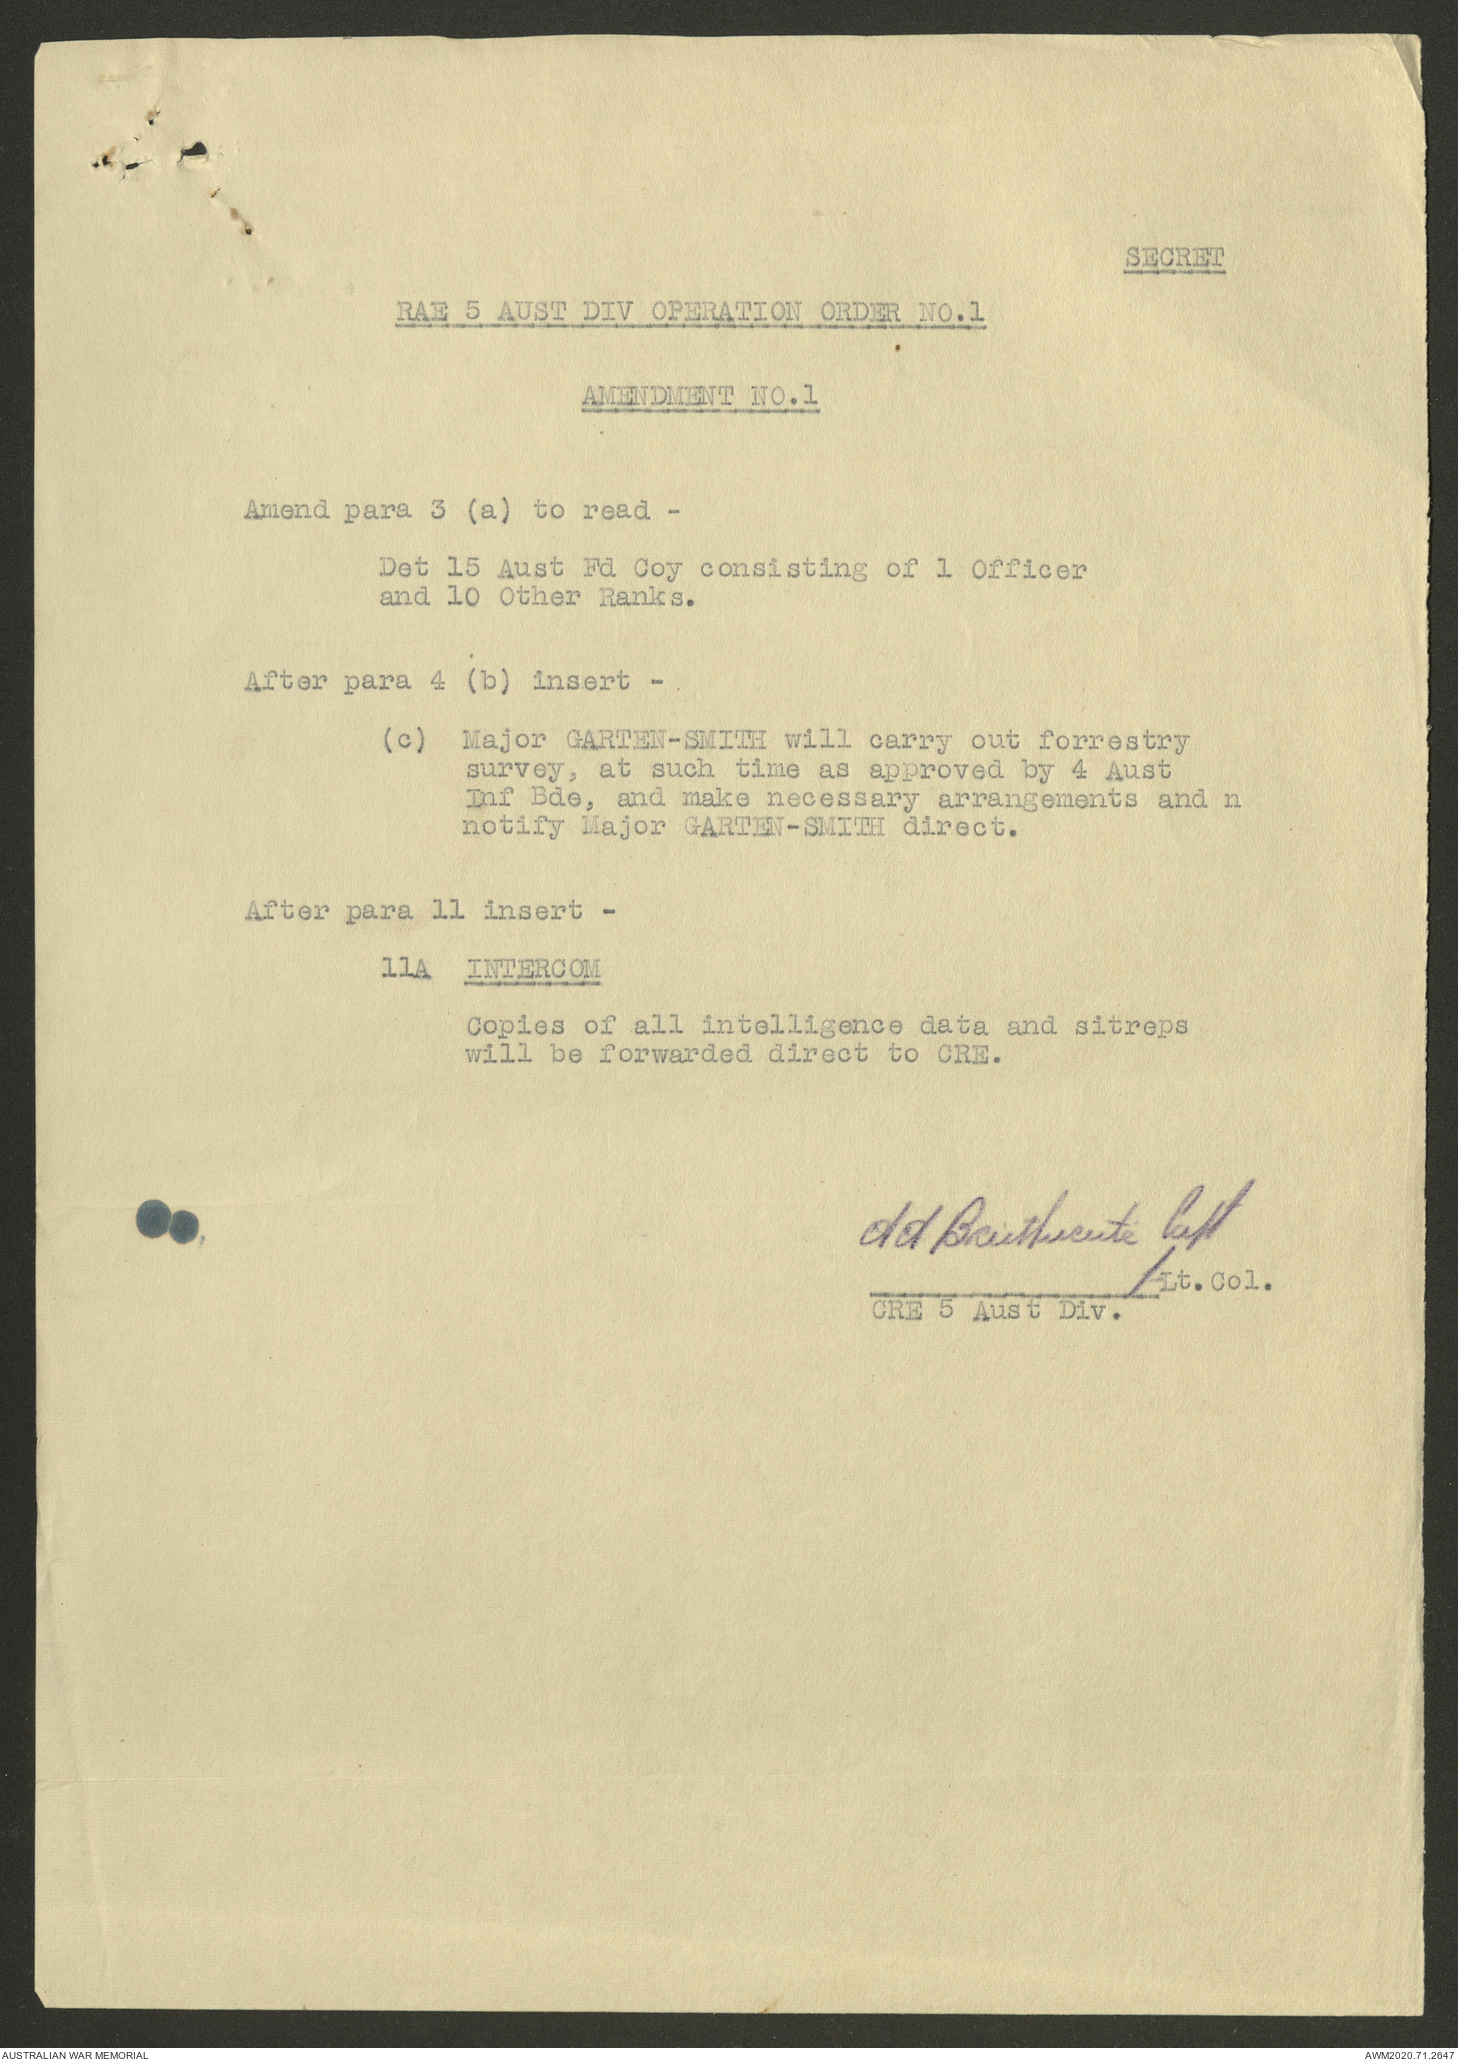 SECRET
RAE 5 AUST DIV OPERATION ORDER NO.1
AMENDMENT NO.1
Amend para 3 (a) to read -
Det 15 Aust Fd Coy consisting of 1 Officer
and 10 Other Ranks.
After para 4 (b) insert -
(c) Major GARTEN-SMITH will carry out forrestry
survey, at such time as approved by 4 Aust
Inf Bde, and make necessary arrangements and n
notify Major GARTEN-SMITH direct.
After para 11 insert -
11A INTERCOM
Copies of all intelligence data and sitreps
will be forwarded direct to CRE.
Capt
/Lt.Col.
CRE 5 Aust Div.
AUSTRALIAN WAR MEMORIAL
AWM2020.71.2647